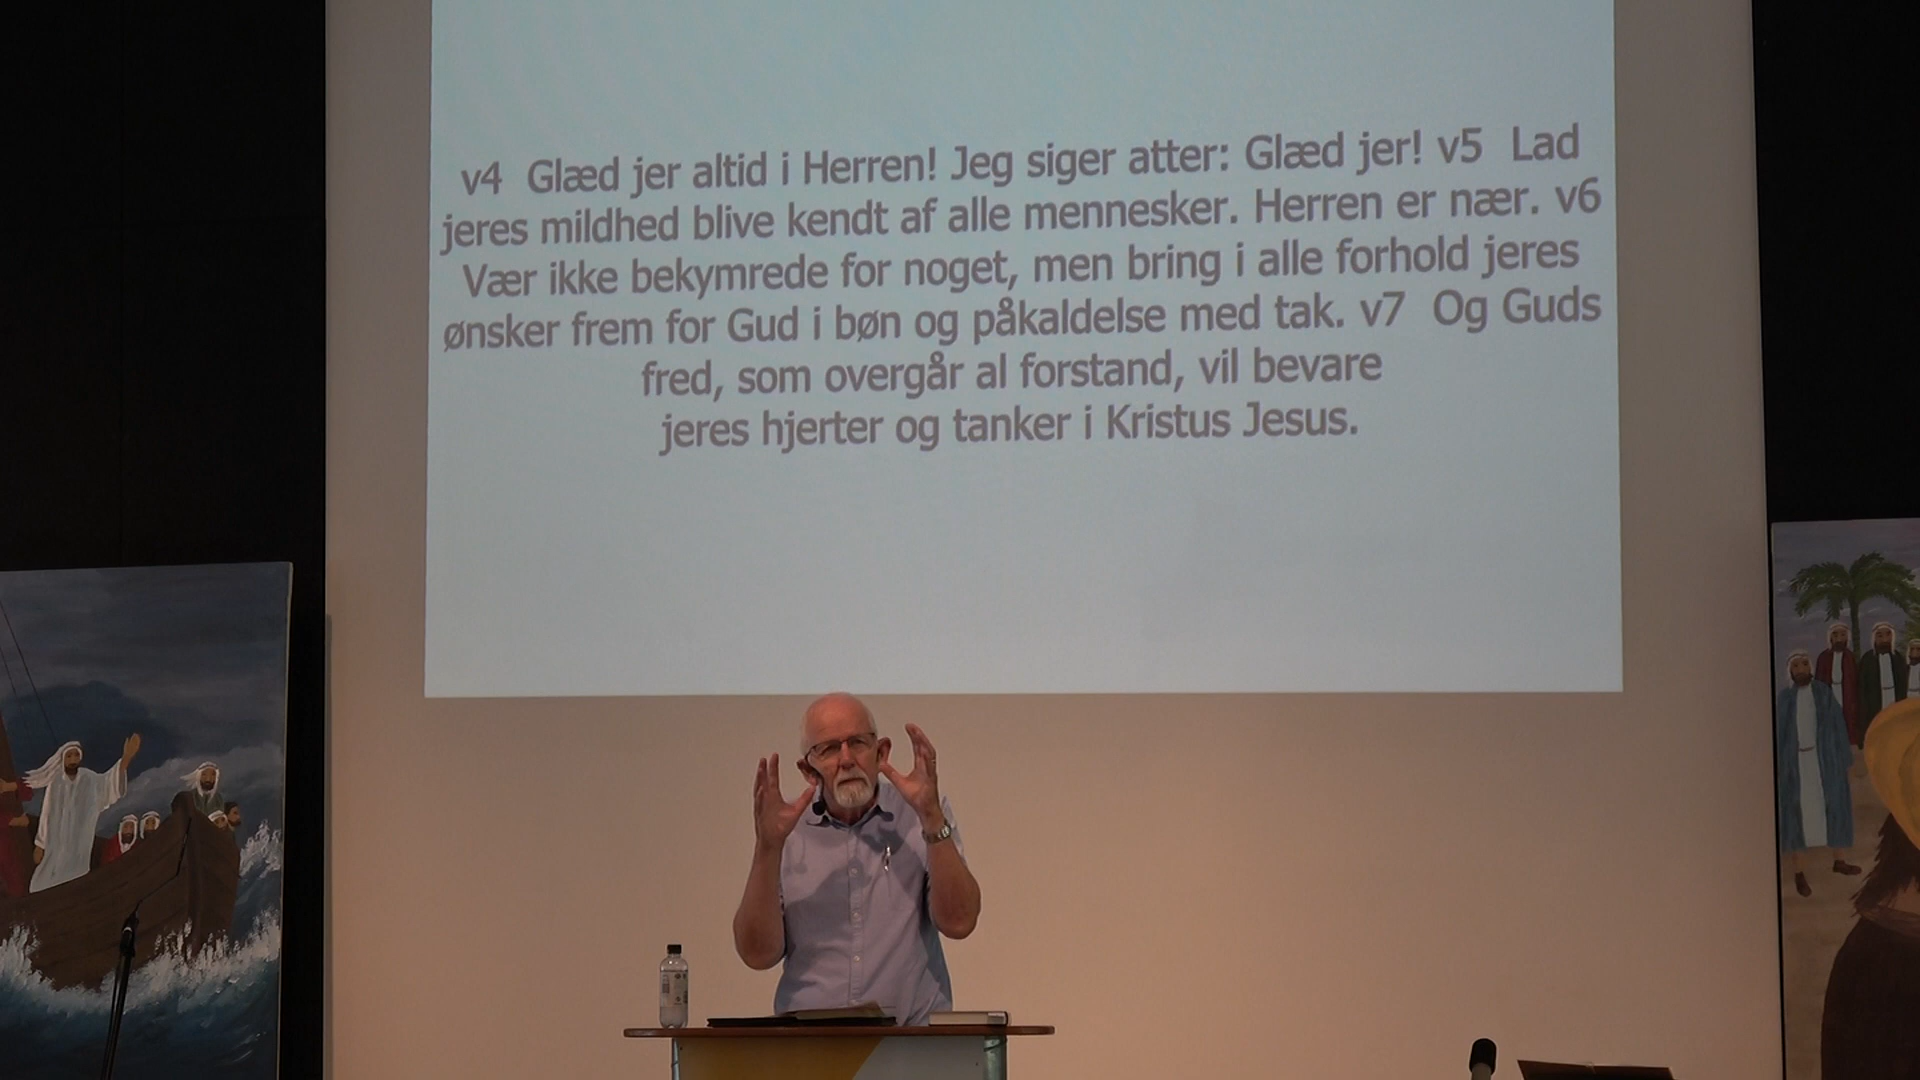 v4 Glæd jer altid i Herren! Jeg siger atter: Glæd jer! v5 Lad
jeres mildhed blive kendt af alle mennesker. Herren er nær. v6
Vær ikke bekymrede for noget, men bring i alle forhold jeres
ønsker frem for Gud i bøn og påkaldelse med tak. v7 Og Guds
fred, som overgår al forstand, vil bevare
jeres hjerter og tanker i Kristus Jesus.